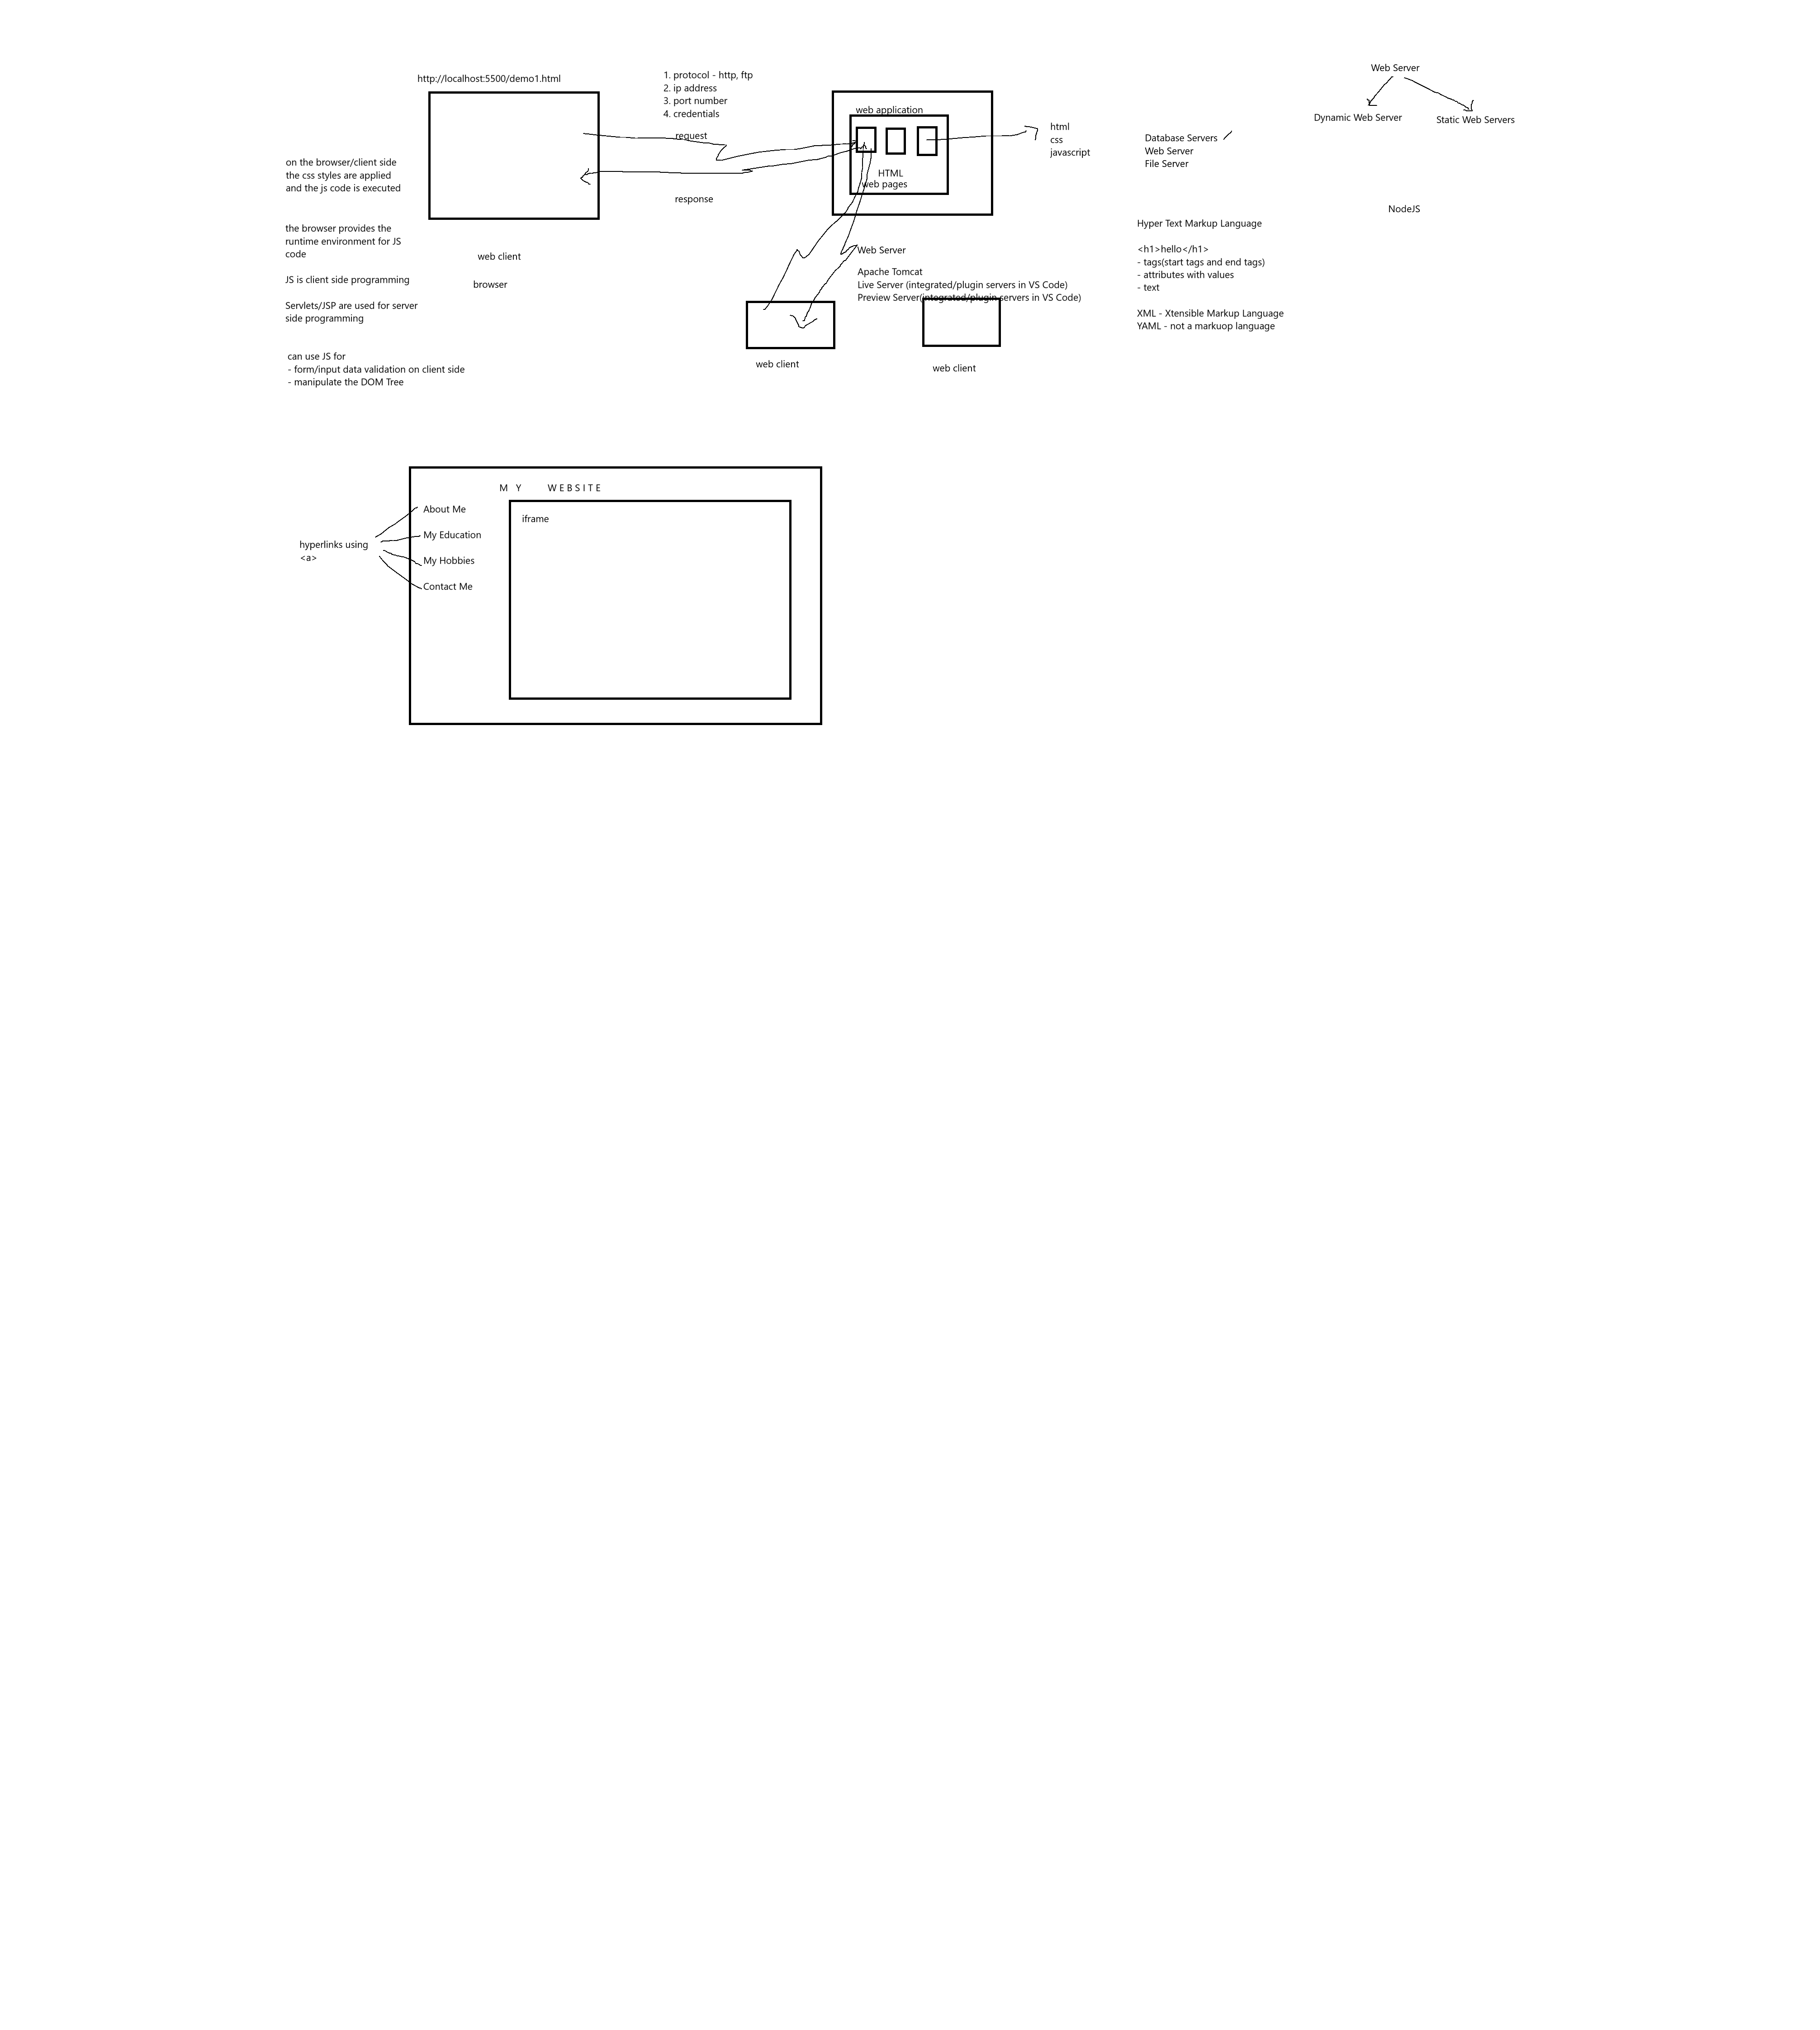 http://localhost:5500/demo1.html
on the browser/client side
the css styles are applied
and the js code is executed
the browser provides the
runtime environment for JS
code
JS is client side programming
Servlets/JSP are used for server
side programming
can use JS for
- form/input data validation on client side
- manipulate the DOM Tree
web client
browser
1. protocol - http, ftp
2. ip address
3. port number
4. credentials
request
response
web application
HTML
web pages
Web Server
Apache Tomcat
Live Server (integrated/plugin servers in VS Code)
Preview Server(integrated/plugin servers in VS Code)
web client
web client
html
css
javascript
Database Servers
Web Server
File Server
Web Server
Dynamic Web Server
Static Web Servers
NodeJS
Hyper Text Markup Language
<h1>hello</h1>
- tags(start tags and end tags)
- attributes with values
- text
XML - Xtensible Markup Language
YAML - not a markuop language
M Y WEBSITE
hyperlinks using
<a>
About Me
My Education
My Hobbies
Contact Me
iframe